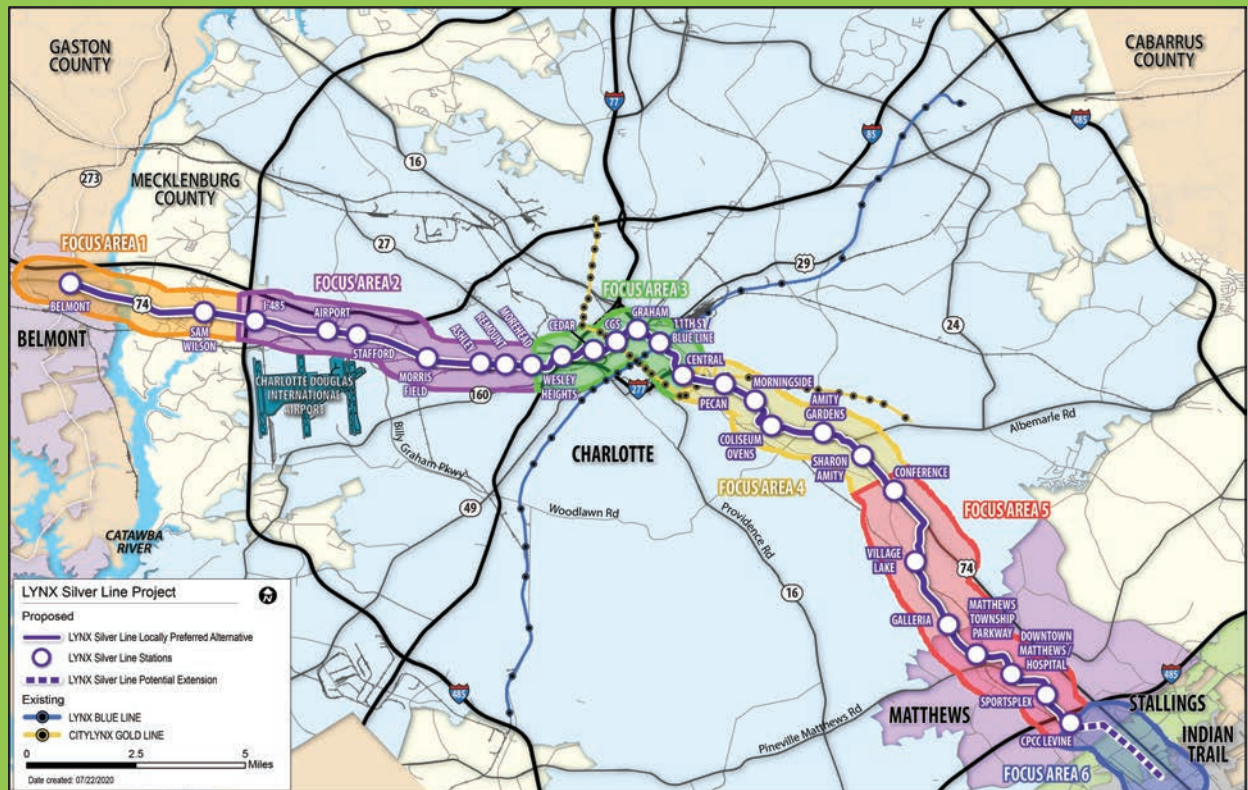 GASTON
COUNTY
CABARRUS
COUNTY
77
85
485
16
273
MECKLENBURG
COUNTY
27
29
FOCUS AREA 1
FOCUS AREA 2
FOCUS AREA 3
24
BELMONT
74
SAM
WILSON
I-485
AIRPORT
STAFFORD
MORRIS
FIELD
ASHLEY
REMOUNT
MOREHEAD
WESLEY
HEIGHTS
CEDAR
CGS
GRAHAM
11TH ST /
BLUE LINE
CENTRAL
277
PECAN
MORNINGSIDE
COLISEUM
OVENS
AMITY
GARDENS
SHARON
AMITY
CONFERENCE
BELMONT
CHARLOTTE DOUGLAS
INTERNATIONAL
AIRPORT
160
Billy Graham Pkwy
CHARLOTTE
Albemarle Rd
FOCUS AREA 4
FOCUS AREA 5
49
Woodlawn Rd
Providence Rd
CATAWBA
RIVER
VILLAGE
LAKE
74
16
GALLERIA
MATTHEWS
TOWNSHIP
PARKWAY
DOWNTOWN
MATTHEWS /
HOSPITAL
485
485
SPORTSPLEX
STALLINGS
MATTHEWS
Pineville Matthews Rd
CPCC LEVINE
INDIAN
TRAIL
FOCUS AREA 6
LYNX Silver Line Project
N
Proposed
LYNX Silver Line Locally Preferred Alternative
LYNX Silver Line Stations
LYNX Silver Line Potential Extension
Existing
LYNX BLUE LINE
CITYLYNX GOLD LINE
0 2.5 5
Miles
Date created: 07/22/2020